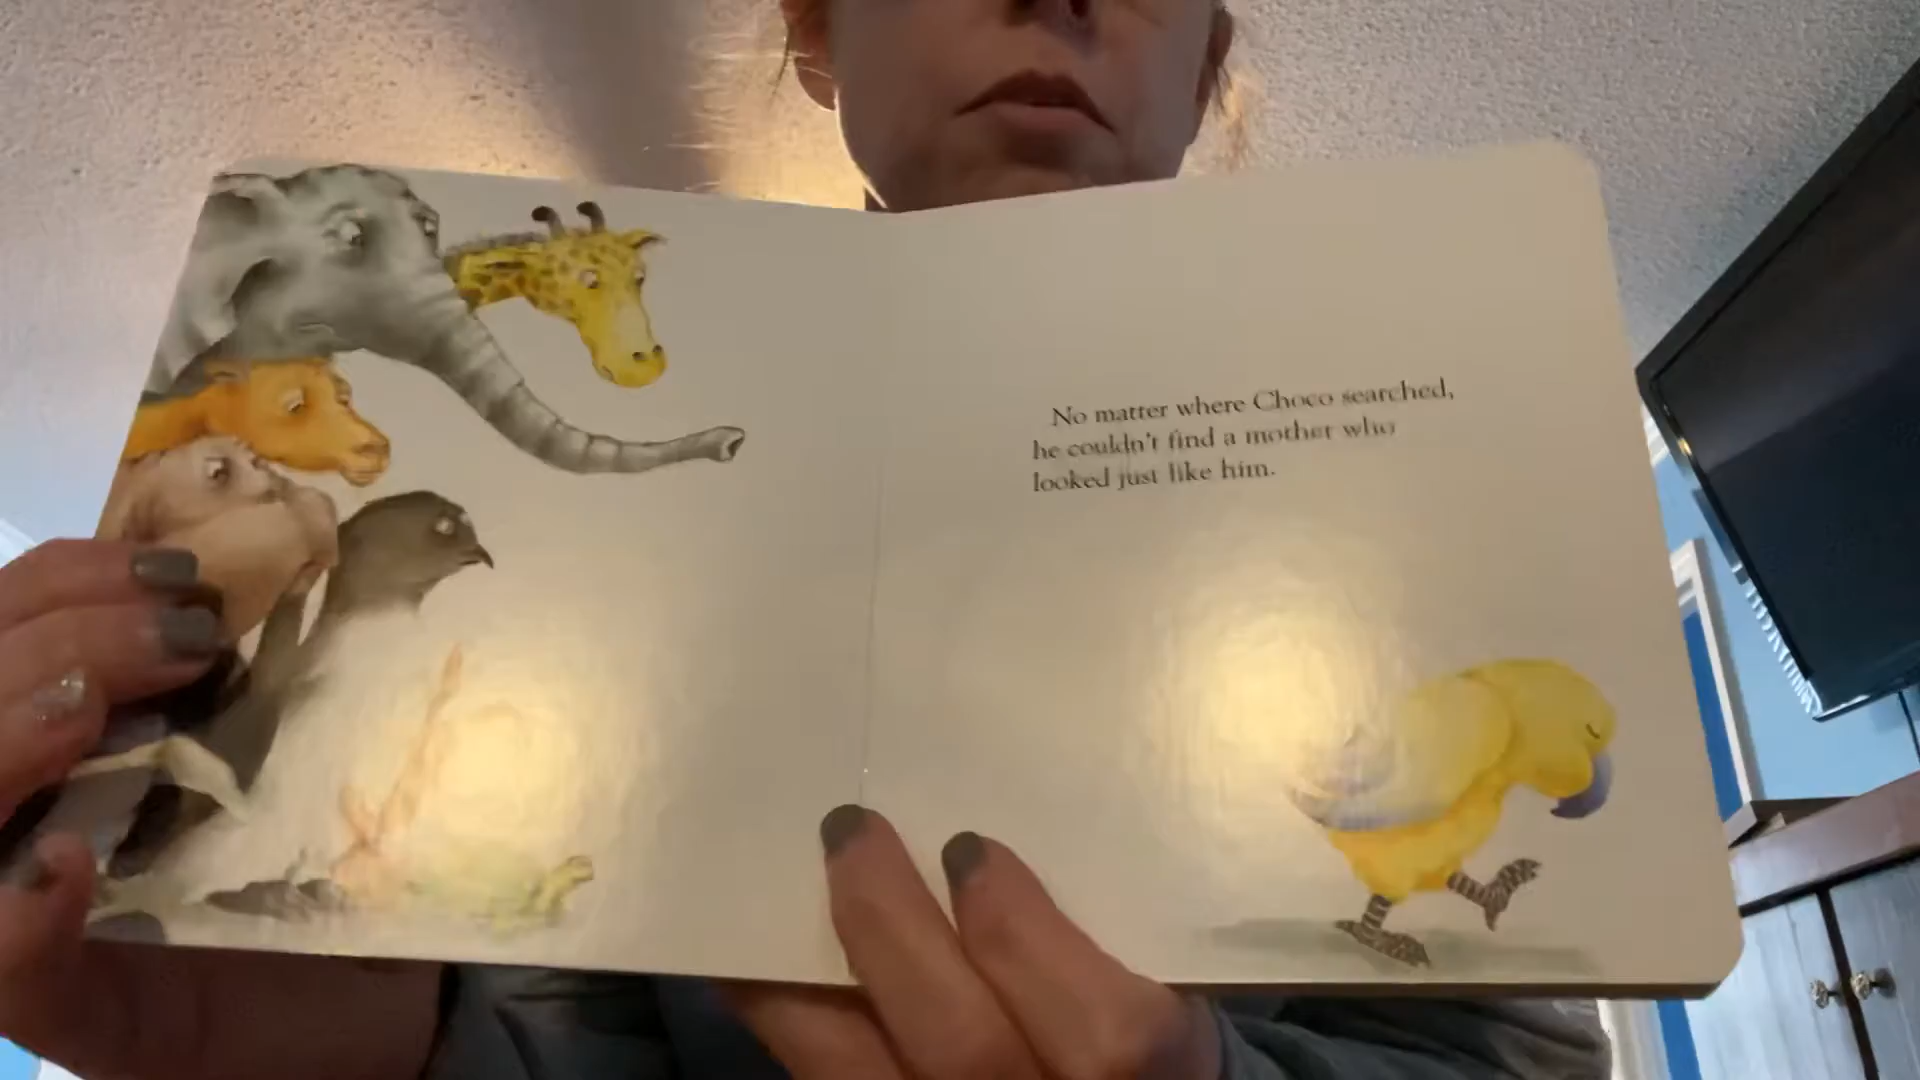 No matter where Choco searched,
he couldn't find a mother who
looked just like him.